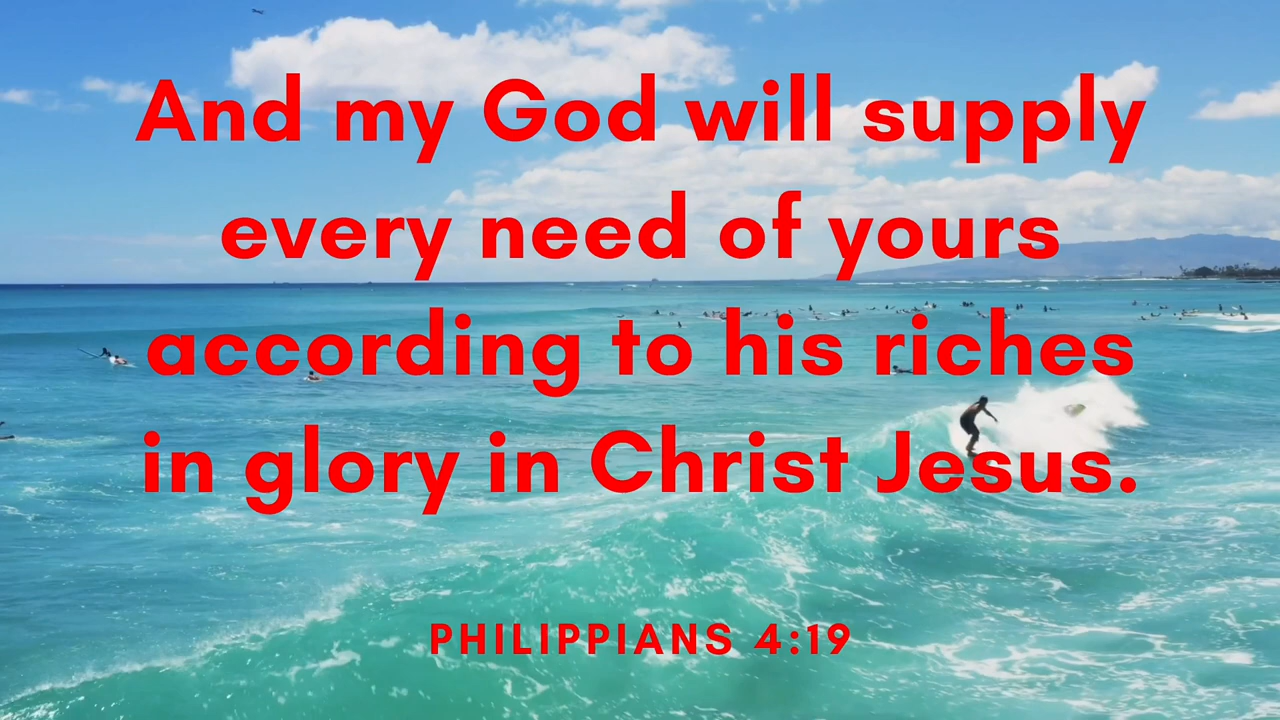 And my God will supply
every need of yours
according to his riches
in glory in Christ Jesus.
PHILIPPIANS 4:19